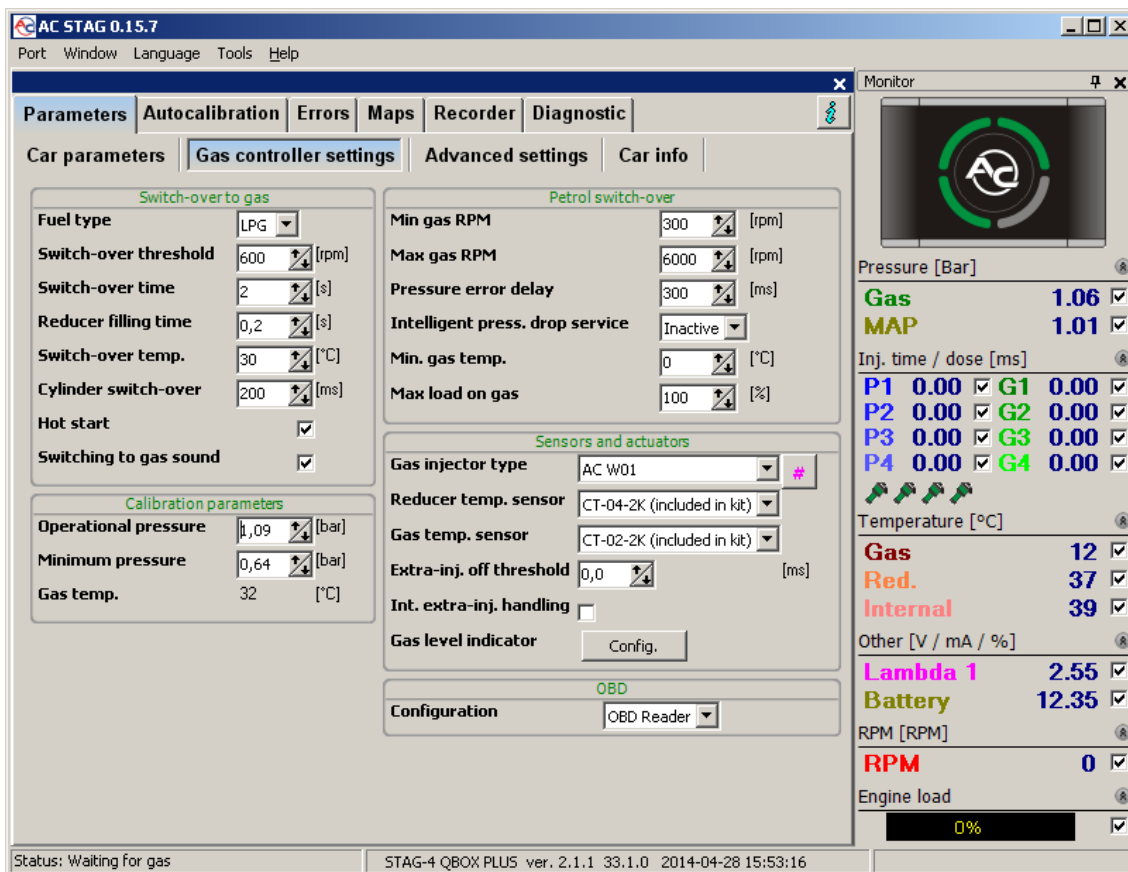 AC STAG 0.15.7
Port Window Language Tools Help
Parameters Autocalibration Errors Maps Recorder Diagnostic
Car parameters Gas controller settings Advanced settings Car info
Switch-over to gas
Fuel type LPG
Switch-over threshold 600 [rpm]
Switch-over time 2 [s]
Reducer filling time 0,2 [s]
Switch-over temp. 30 [°C]
Cylinder switch-over 200 [ms]
Hot start
Switching to gas sound
Calibration parameters
Operational pressure 1,09 [bar]
Minimum pressure 0,64 [bar]
Gas temp. 32 [°C]
Petrol switch-over
Min gas RPM 300 [rpm]
Max gas RPM 6000 [rpm]
Pressure error delay 300 [ms]
Intelligent press. drop service Inactive
Min. gas temp. 0 [°C]
Max load on gas 100 [%]
Sensors and actuators
Gas injector type AC W01 #
Reducer temp. sensor CT-04-2K (included in kit)
Gas temp. sensor CT-02-2K (included in kit)
Extra-inj. off threshold 0,0 [ms]
Int. extra-inj. handling
Gas level indicator Config.
OBD
Configuration OBD Reader
Monitor
AC
Pressure [Bar]
Gas 1.06
MAP 1.01
Inj. time / dose [ms]
P1 0.00 G1 0.00
P2 0.00 G2 0.00
P3 0.00 G3 0.00
P4 0.00 G4 0.00
Temperature [ºC]
Gas 12
Red. 37
Internal 39
Other [V / mA / %]
Lambda 1 2.55
Battery 12.35
RPM [RPM]
RPM 0
Engine load
0%
Status: Waiting for gas STAG-4 QBOX PLUS ver. 2.1.1 33.1.0 2014-04-28 15:53:16